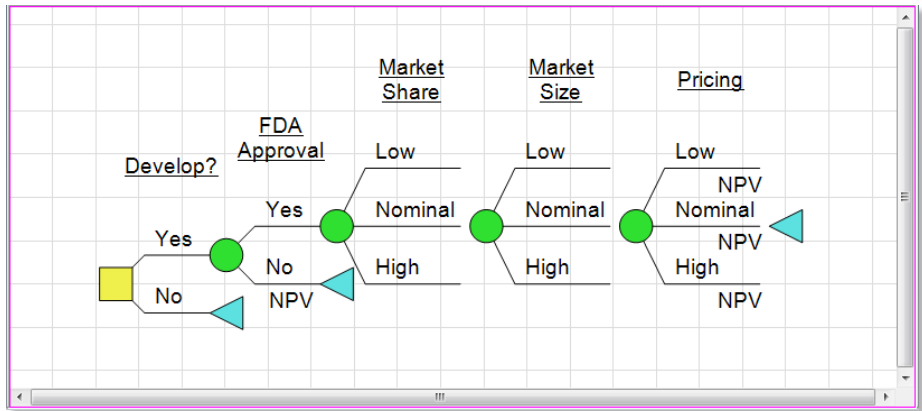 Market
Share
Market
Size
Pricing
FDA
Approval
Develop?
Low
Low
Low
NPV
Yes
Nominal
Nominal
Nominal
NPV
Yes
No
High
High
High
No
NPV
NPV